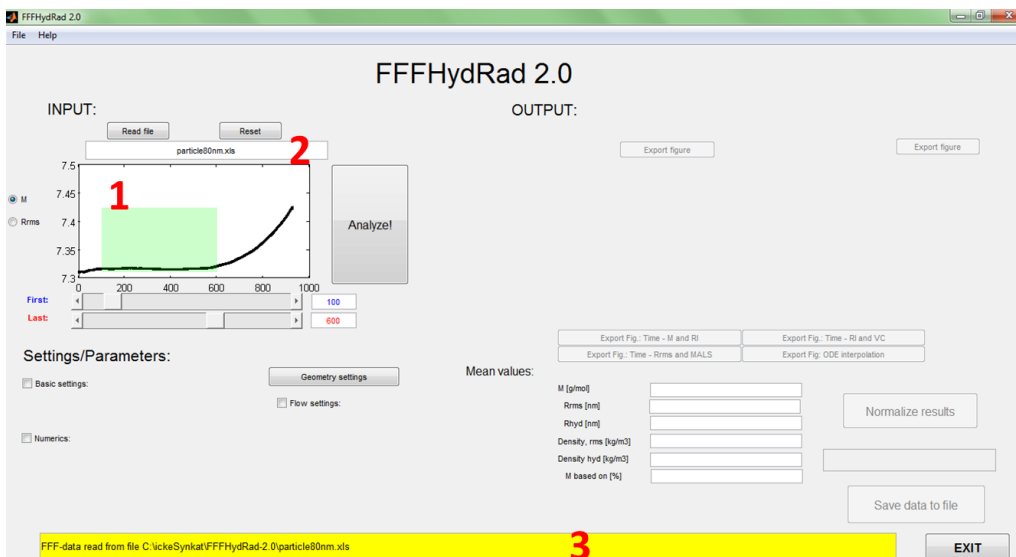 FFFHydRad 2.0
File Help
FFFHydRad 2.0
INPUT:
OUTPUT:
Read file
Reset
particle80nm.xls
2
Export figure
Export figure
7.5
7.45
7.4
7.35
7.3
1
M
Rrms
Analyze!
0 200 400 600 800 1000
First:
100
Last:
600
Export Fig.: Time - M and RI
Export Fig.: Time - RI and VC
Export Fig.: Time - Rrms and MALS
Export Fig: ODE interpolation
Settings/Parameters:
Basic settings:
Geometry settings
Flow settings:
Numerics:
Mean values:
M [g/mol]
Rrms [nm]
Rhyd [nm]
Density, rms [kg/m3]
Density hyd [kg/m3]
M based on [%]
Normalize results
Save data to file
FFF-data read from file C:\ickeSynkat\FFFHydRad-2.0\particle80nm.xls
3
EXIT